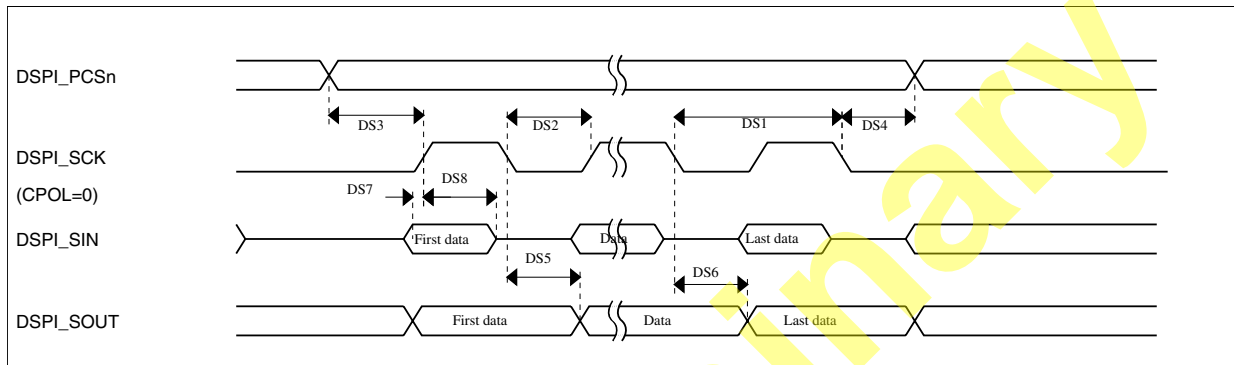 DSPI_PCSn
DS3
DS2
DS1
DS4
DSPI_SCK
(CPOL=0)
DS7
DS8
DSPI_SIN
First data
Data
Last data
DS5
DS6
DSPI_SOUT
First data
Data
Last data
inary